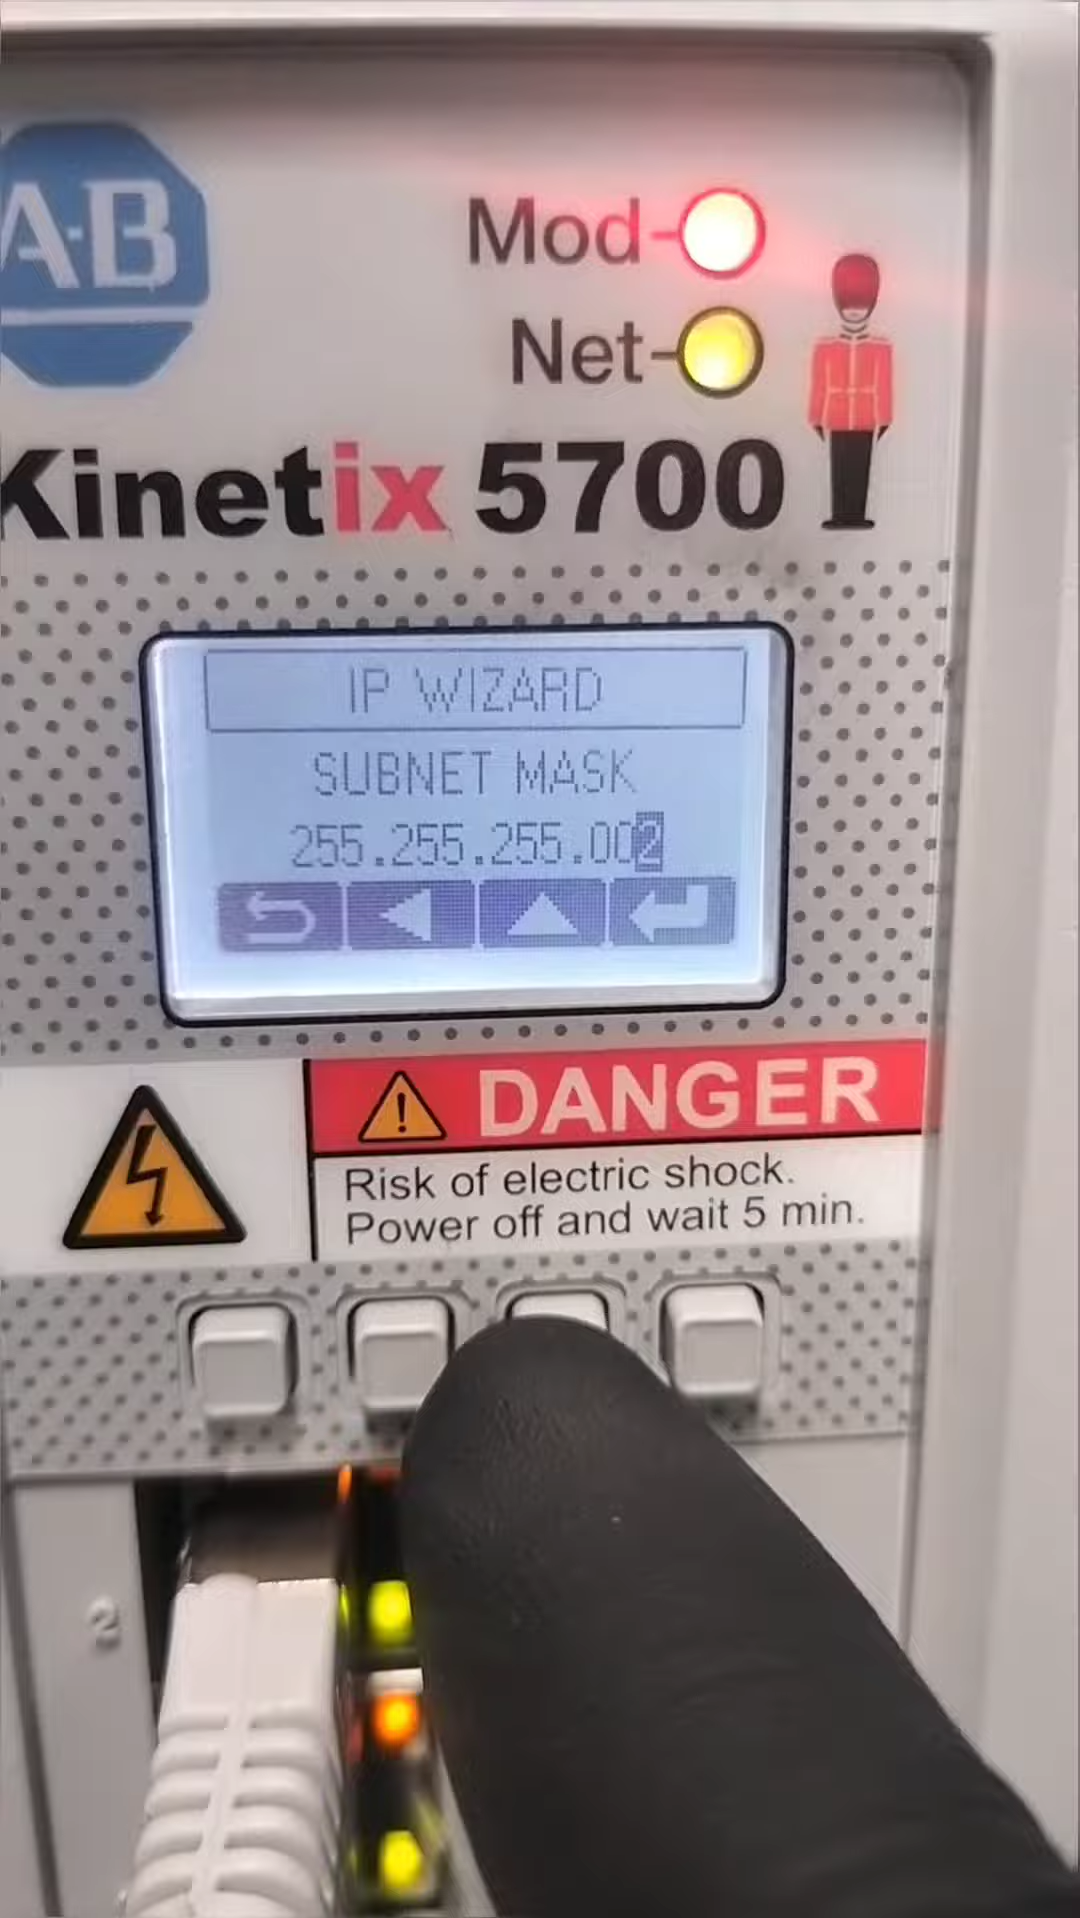 A-B
Mod
Net
Kinetix 5700
IP WIZARD
SUBNET MASK
255.255.255.002
DANGER
Risk of electric shock.
Power off and wait 5 min.
2